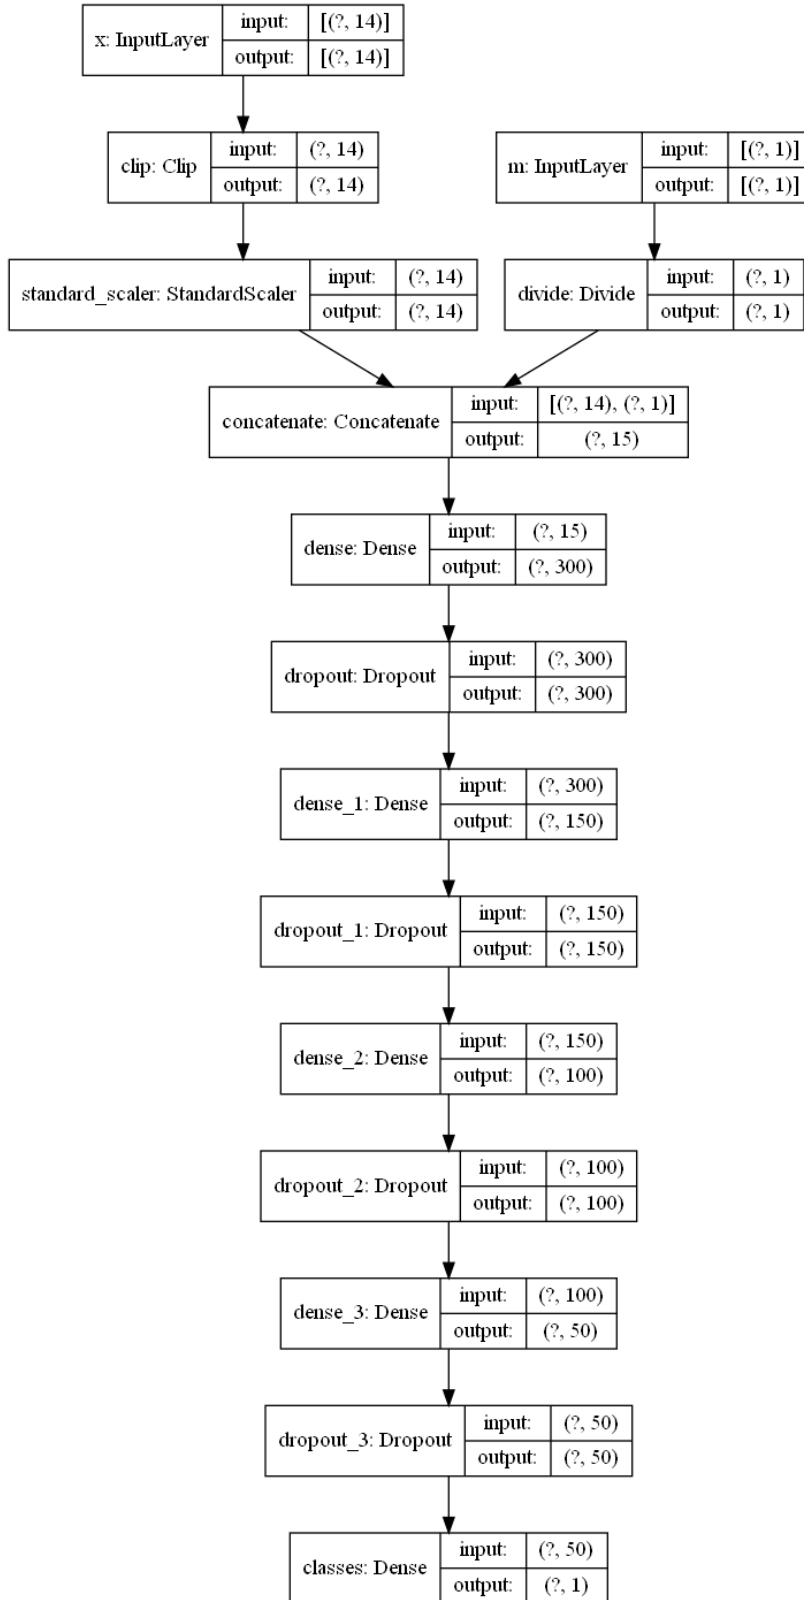 x: InputLayer
input: [(?, 14)]
output: [(?, 14)]
clip: Clip
input: (?, 14)
output: (?, 14)
m: InputLayer
input: [(?, 1)]
output: [(?, 1)]
standard_scaler: StandardScaler
input: (?, 14)
output: (?, 14)
divide: Divide
input: (?, 1)
output: (?, 1)
concatenate: Concatenate
input: [(?, 14), (?, 1)]
output: (?, 15)
dense: Dense
input: (?, 15)
output: (?, 300)
dropout: Dropout
input: (?, 300)
output: (?, 300)
dense_1: Dense
input: (?, 300)
output: (?, 150)
dropout_1: Dropout
input: (?, 150)
output: (?, 150)
dense_2: Dense
input: (?, 150)
output: (?, 100)
dropout_2: Dropout
input: (?, 100)
output: (?, 100)
dense_3: Dense
input: (?, 100)
output: (?, 50)
dropout_3: Dropout
input: (?, 50)
output: (?, 50)
classes: Dense
input: (?, 50)
output: (?, 1)